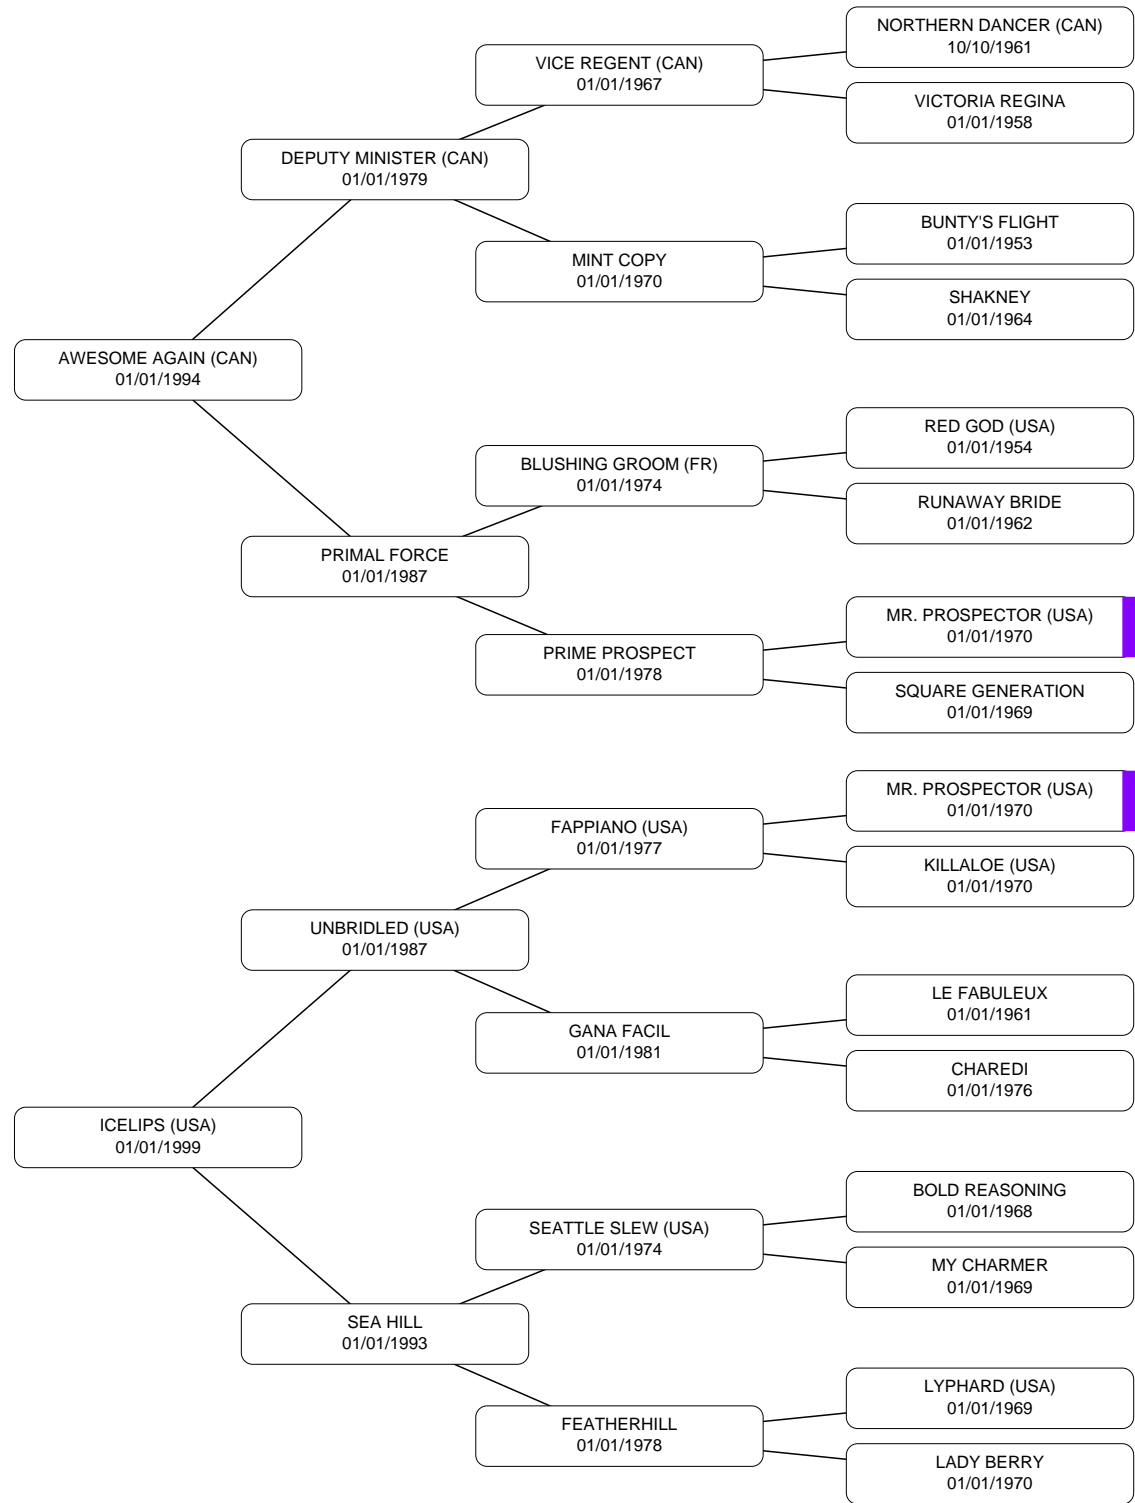 NORTHERN DANCER (CAN)
10/10/1961
VICE REGENT (CAN)
01/01/1967
VICTORIA REGINA
01/01/1958
DEPUTY MINISTER (CAN)
01/01/1979
BUNTY'S FLIGHT
01/01/1953
MINT COPY
01/01/1970
SHAKNEY
01/01/1964
AWESOME AGAIN (CAN)
01/01/1994
RED GOD (USA)
01/01/1954
BLUSHING GROOM (FR)
01/01/1974
RUNAWAY BRIDE
01/01/1962
PRIMAL FORCE
01/01/1987
MR. PROSPECTOR (USA)
01/01/1970
PRIME PROSPECT
01/01/1978
SQUARE GENERATION
01/01/1969
MR. PROSPECTOR (USA)
01/01/1970
FAPPIANO (USA)
01/01/1977
KILLALOE (USA)
01/01/1970
UNBRIDLED (USA)
01/01/1987
LE FABULEUX
01/01/1961
GANA FACIL
01/01/1981
CHAREDI
01/01/1976
ICELIPS (USA)
01/01/1999
BOLD REASONING
01/01/1968
SEATTLE SLEW (USA)
01/01/1974
MY CHARMER
01/01/1969
SEA HILL
01/01/1993
LYPHARD (USA)
01/01/1969
FEATHERHILL
01/01/1978
LADY BERRY
01/01/1970